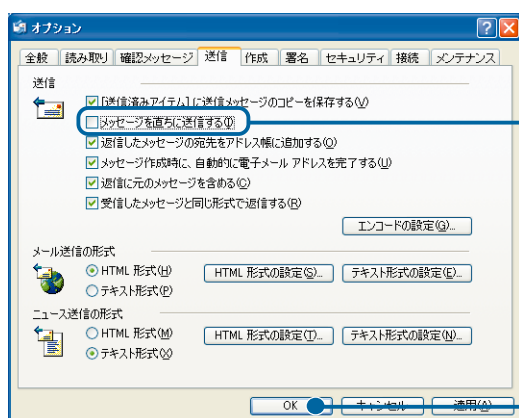 オプション
全般 読み取り 確認メッセージ 送信 作成 署名 セキュリティ 接続 メンテナンス
送信
[送信済みアイテム]に送信メッセージのコピーを保存する(V)
メッセージを直ちに送信する(I)
返信したメッセージの宛先をアドレス帳に追加する(O)
メッセージ作成時に、自動的に電子メール アドレスを完了する(U)
返信に元のメッセージを含める(C)
受信したメッセージと同じ形式で返信する(R)
エンコードの設定(G)...
メール送信の形式
HTML 形式(H) HTML 形式の設定(S)... テキスト形式の設定(E)...
テキスト形式(P)
ニュース送信の形式
HTML 形式(M) HTML 形式の設定(T)... テキスト形式の設定(N)...
テキスト形式(X)
OK キャンセル 適用(A)